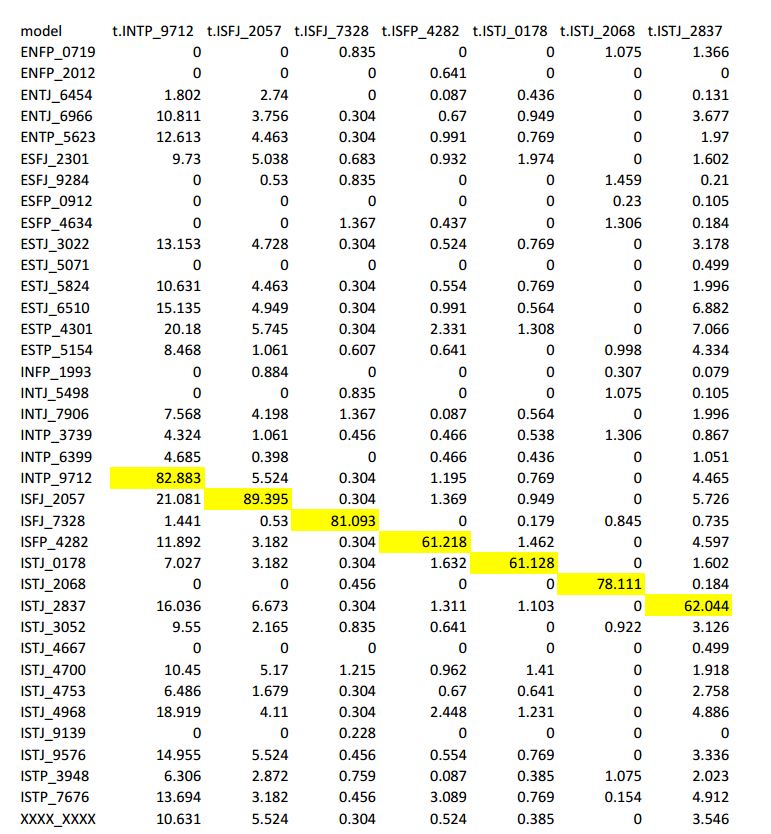 model t.INTP_9712 t.ISFJ_2057 t.ISFJ_7328 t.ISFP_4282 t.ISTJ_0178 t.ISTJ_2068 t.ISTJ_2837
ENFP_0719 0 0 0.835 0 0 1.075 1.366
ENFP_2012 0 0 0 0.641 0 0 0
ENTJ_6454 1.802 2.74 0 0.087 0.436 0 0.131
ENTJ_6966 10.811 3.756 0.304 0.67 0.949 0 3.677
ENTP_5623 12.613 4.463 0.304 0.991 0.769 0 1.97
ESFJ_2301 9.73 5.038 0.683 0.932 1.974 0 1.602
ESFJ_9284 0 0.53 0.835 0 0 1.459 0.21
ESFP_0912 0 0 0 0 0 0.23 0.105
ESFP_4634 0 0 1.367 0.437 0 1.306 0.184
ESTJ_3022 13.153 4.728 0.304 0.524 0.769 0 3.178
ESTJ_5071 0 0 0 0 0 0 0.499
ESTJ_5824 10.631 4.463 0.304 0.554 0.769 0 1.996
ESTJ_6510 15.135 4.949 0.304 0.991 0.564 0 6.882
ESTP_4301 20.18 5.745 0.304 2.331 1.308 0 7.066
ESTP_5154 8.468 1.061 0.607 0.641 0 0.998 4.334
INFP_1993 0 0.884 0 0 0 0.307 0.079
INTJ_5498 0 0 0.835 0 0 1.075 0.105
INTJ_7906 7.568 4.198 1.367 0.087 0.564 0 1.996
INTP_3739 4.324 1.061 0.456 0.466 0.538 1.306 0.867
INTP_6399 4.685 0.398 0 0.466 0.436 0 1.051
INTP_9712 82.883 5.524 0.304 1.195 0.769 0 4.465
ISFJ_2057 21.081 89.395 0.304 1.369 0.949 0 5.726
ISFJ_7328 1.441 0.53 81.093 0 0.179 0.845 0.735
ISFP_4282 11.892 3.182 0.304 61.218 1.462 0 4.597
ISTJ_0178 7.027 3.182 0.304 1.632 61.128 0 1.602
ISTJ_2068 0 0 0.456 0 0 78.111 0.184
ISTJ_2837 16.036 6.673 0.304 1.311 1.103 0 62.044
ISTJ_3052 9.55 2.165 0.835 0.641 0 0.922 3.126
ISTJ_4667 0 0 0 0 0 0 0.499
ISTJ_4700 10.45 5.17 1.215 0.962 1.41 0 1.918
ISTJ_4753 6.486 1.679 0.304 0.67 0.641 0 2.758
ISTJ_4968 18.919 4.11 0.304 2.448 1.231 0 4.886
ISTJ_9139 0 0 0.228 0 0 0 0
ISTJ_9576 14.955 5.524 0.456 0.554 0.769 0 3.336
ISTP_3948 6.306 2.872 0.759 0.087 0.385 1.075 2.023
ISTP_7676 13.694 3.182 0.456 3.089 0.769 0.154 4.912
XXXX_XXXX 10.631 5.524 0.304 0.524 0.385 0 3.546